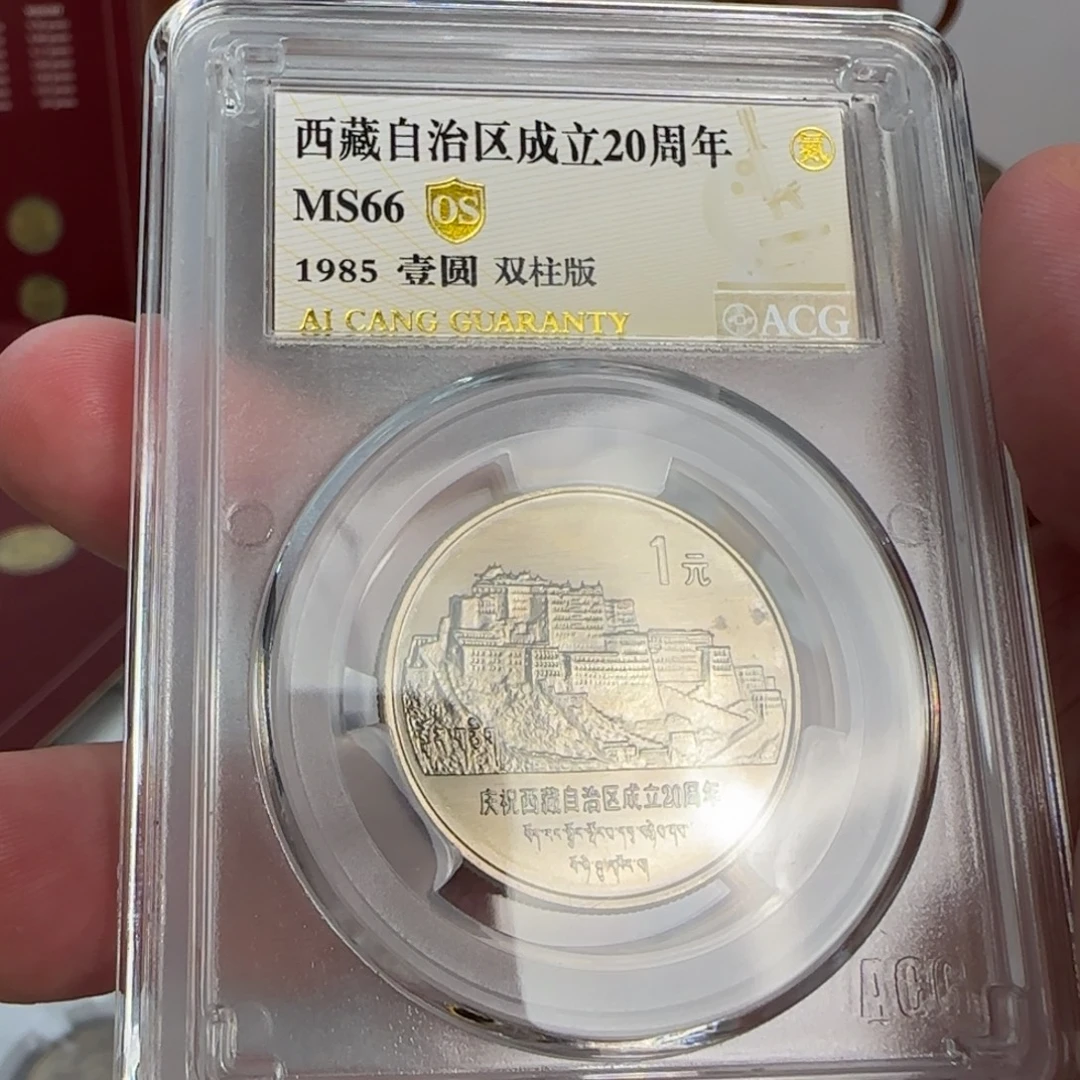 西藏自治区成立20周年
氮
MS66 OS
1985 壹圆 双柱版
AI CANG GUARANTY
ACG
1元
庆祝西藏自治区成立20周年
ACG